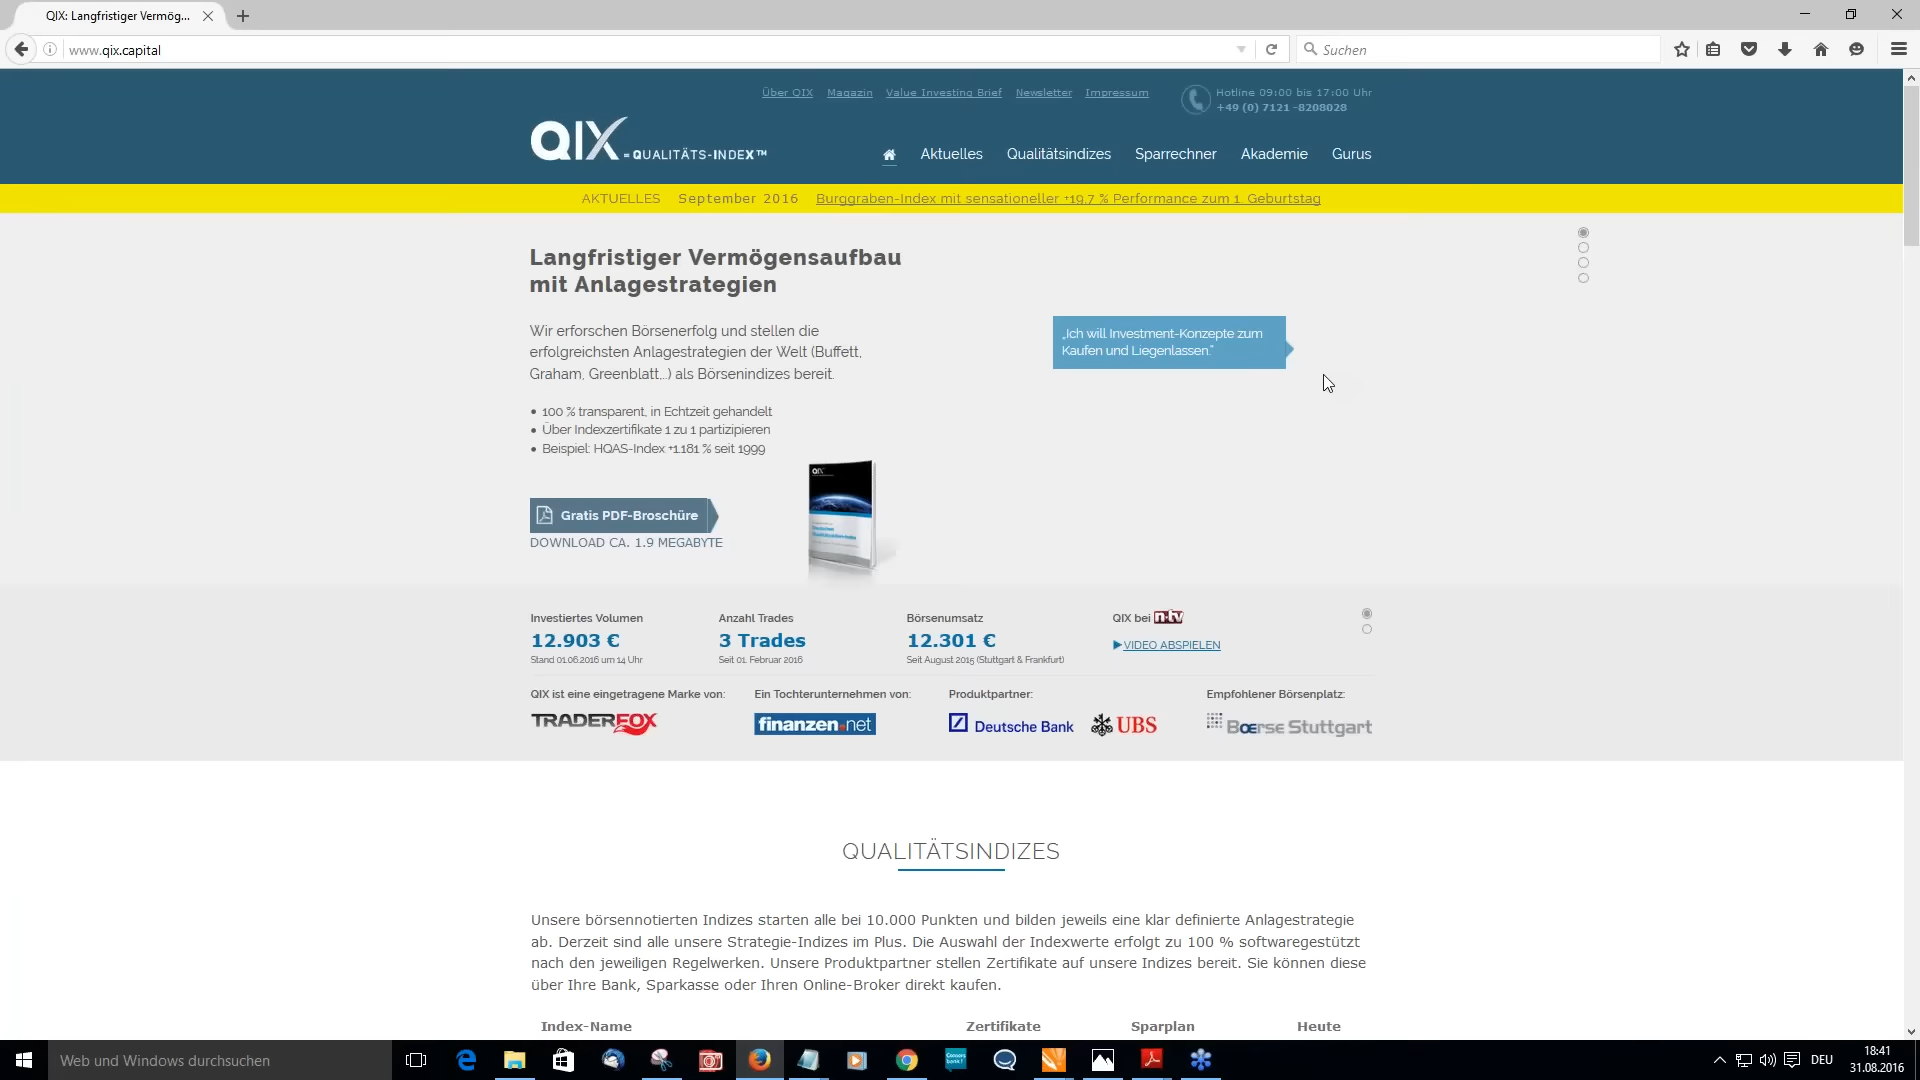 QIX: Langfristiger Vermög...
www.qix.capital
Suchen
Über QIX Magazin Value Investing Brief Newsletter Impressum
Hotline 09:00 bis 17:00 Uhr
+49 (0) 7121 -8208028
QIX = QUALITÄTS-INDEX™
Aktuelles Qualitätsindizes Sparrechner Akademie Gurus
AKTUELLES September 2016 Burggraben-Index mit sensationeller +19,7 % Performance zum 1. Geburtstag
Langfristiger Vermögensaufbau
mit Anlagestrategien
Wir erforschen Börsenerfolg und stellen die
erfolgreichsten Anlagestrategien der Welt (Buffett,
Graham, Greenblatt,..) als Börsenindizes bereit.
• 100 % transparent, in Echtzeit gehandelt
• Über Indexzertifikate 1 zu 1 partizipieren
• Beispiel: HQAS-Index +1.181 % seit 1999
„Ich will Investment-Konzepte zum
Kaufen und Liegenlassen.“
Gratis PDF-Broschüre
DOWNLOAD CA. 1.9 MEGABYTE
QIX
Investiertes Volumen
12.903 €
Stand 01.06.2016 um 14 Uhr
Anzahl Trades
3 Trades
Seit 01. Februar 2016
Börsenumsatz
12.301 €
Seit August 2015 (Stuttgart & Frankfurt)
QIX bei n-tv
VIDEO ABSPIELEN
QIX ist eine eingetragene Marke von:
TRADERFOX
Ein Tochterunternehmen von:
finanzen.net
Produktpartner:
Deutsche Bank UBS
Empfohlener Börsenplatz:
Boerse Stuttgart
QUALITÄTSINDIZES
Unsere börsennotierten Indizes starten alle bei 10.000 Punkten und bilden jeweils eine klar definierte Anlagestrategie
ab. Derzeit sind alle unsere Strategie-Indizes im Plus. Die Auswahl der Indexwerte erfolgt zu 100 % softwaregestützt
nach den jeweiligen Regelwerken. Unsere Produktpartner stellen Zertifikate auf unsere Indizes bereit. Sie können diese
über Ihre Bank, Sparkasse oder Ihren Online-Broker direkt kaufen.
Index-Name Zertifikate Sparplan Heute
Web und Windows durchsuchen
DEU
18:41
31.08.2016